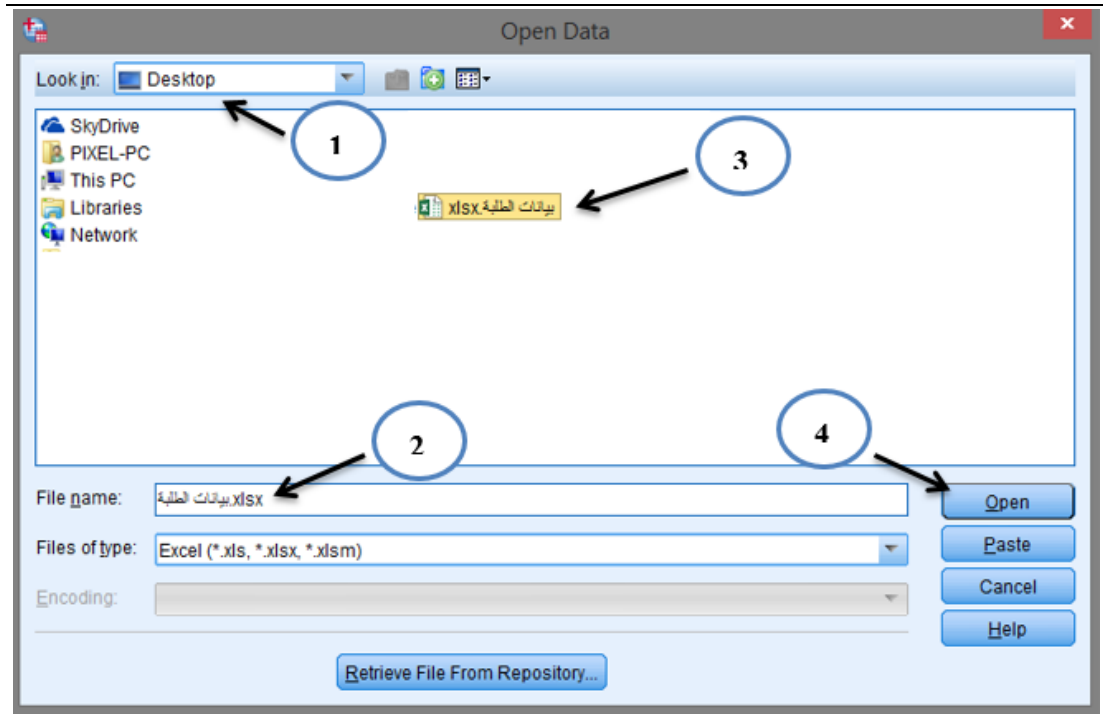 Open Data
Look in: Desktop
SkyDrive
PIXEL-PC
This PC
Libraries
Network
1
3
بيانات الطلبة.xlsx
2
4
File name: بيانات الطلبة.xlsx
Open
Files of type: Excel (*.xls, *.xlsx, *.xlsm)
Paste
Encoding:
Cancel
Help
Retrieve File From Repository...